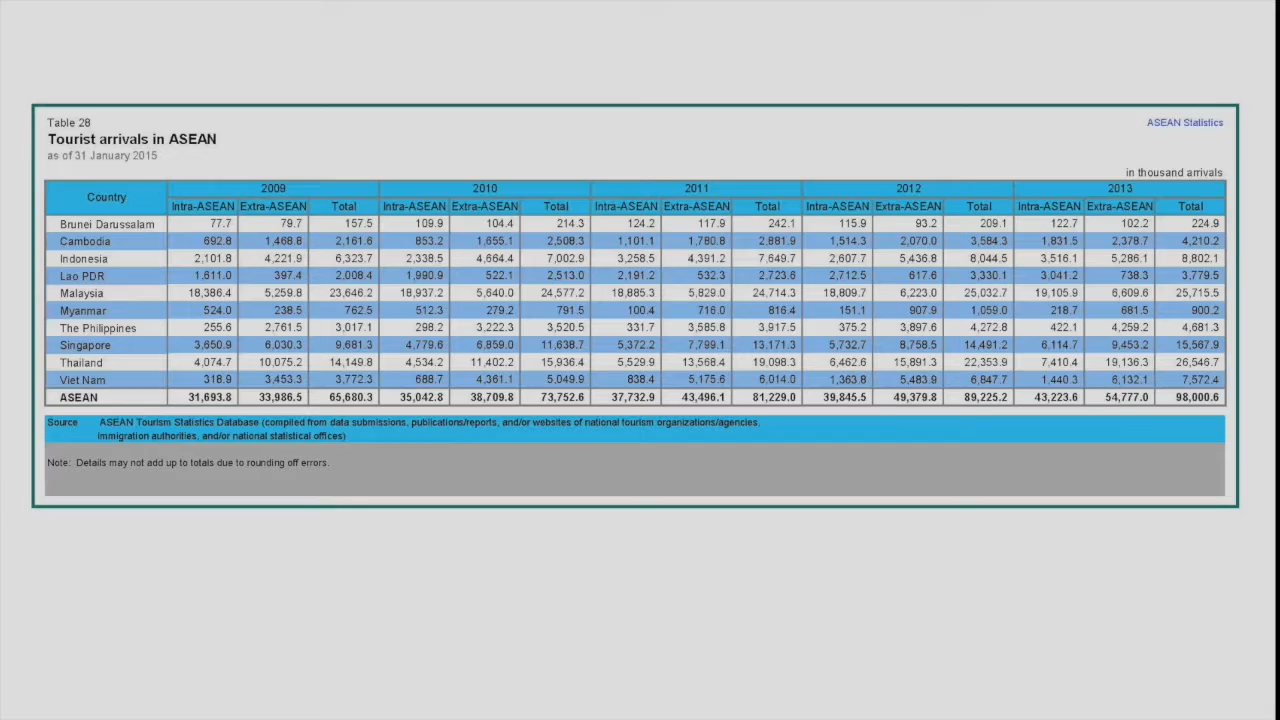 Table 28
ASEAN Statistics
Tourist arrivals in ASEAN
as of 31 January 2015
in thousand arrivals
Country 2009 2010 2011 2012 2013
Intra-ASEAN Extra-ASEAN Total Intra-ASEAN Extra-ASEAN Total Intra-ASEAN Extra-ASEAN Total Intra-ASEAN Extra-ASEAN Total Intra-ASEAN Extra-ASEAN Total
Brunei Darussalam 77.7 79.7 157.5 109.9 104.4 214.3 124.2 117.9 242.1 115.9 93.2 209.1 122.7 102.2 224.9
Cambodia 692.8 1,468.8 2,161.6 853.2 1,655.1 2,508.3 1,101.1 1,780.8 2,881.9 1,514.3 2,070.0 3,584.3 1,831.5 2,378.7 4,210.2
Indonesia 2,101.8 4,221.9 6,323.7 2,338.5 4,664.4 7,002.9 3,258.5 4,391.2 7,649.7 2,607.7 5,436.8 8,044.5 3,516.1 5,286.1 8,802.1
Lao PDR 1,611.0 397.4 2,008.4 1,990.9 522.1 2,513.0 2,191.2 532.3 2,723.6 2,712.5 617.6 3,330.1 3,041.2 738.3 3,779.5
Malaysia 18,386.4 5,259.8 23,646.2 18,937.2 5,640.0 24,577.2 18,885.3 5,829.0 24,714.3 18,809.7 6,223.0 25,032.7 19,105.9 6,609.6 25,715.5
Myanmar 524.0 238.5 762.5 512.3 279.2 791.5 100.4 716.0 816.4 151.1 907.9 1,059.0 218.7 681.5 900.2
The Philippines 255.6 2,761.5 3,017.1 298.2 3,222.3 3,520.5 331.7 3,585.8 3,917.5 375.2 3,897.6 4,272.8 422.1 4,259.2 4,681.3
Singapore 3,650.9 6,030.3 9,681.3 4,779.6 6,859.0 11,638.7 5,372.2 7,799.1 13,171.3 5,732.7 8,758.5 14,491.2 6,114.7 9,453.2 15,567.9
Thailand 4,074.7 10,075.2 14,149.8 4,534.2 11,402.2 15,936.4 5,529.9 13,568.4 19,098.3 6,462.6 15,891.3 22,353.9 7,410.4 19,136.3 26,546.7
Viet Nam 318.9 3,453.3 3,772.3 688.7 4,361.1 5,049.9 838.4 5,175.6 6,014.0 1,363.8 5,483.9 6,847.7 1,440.3 6,132.1 7,572.4
ASEAN 31,693.8 33,986.5 65,680.3 35,042.8 38,709.8 73,752.6 37,732.9 43,496.1 81,229.0 39,845.5 49,379.8 89,225.2 43,223.6 54,777.0 98,000.6
Source ASEAN Tourism Statistics Database (compiled from data submissions, publications/reports, and/or websites of national tourism organizations/agencies,
immigration authorities, and/or national statistical offices)
Note: Details may not add up to totals due to rounding off errors.